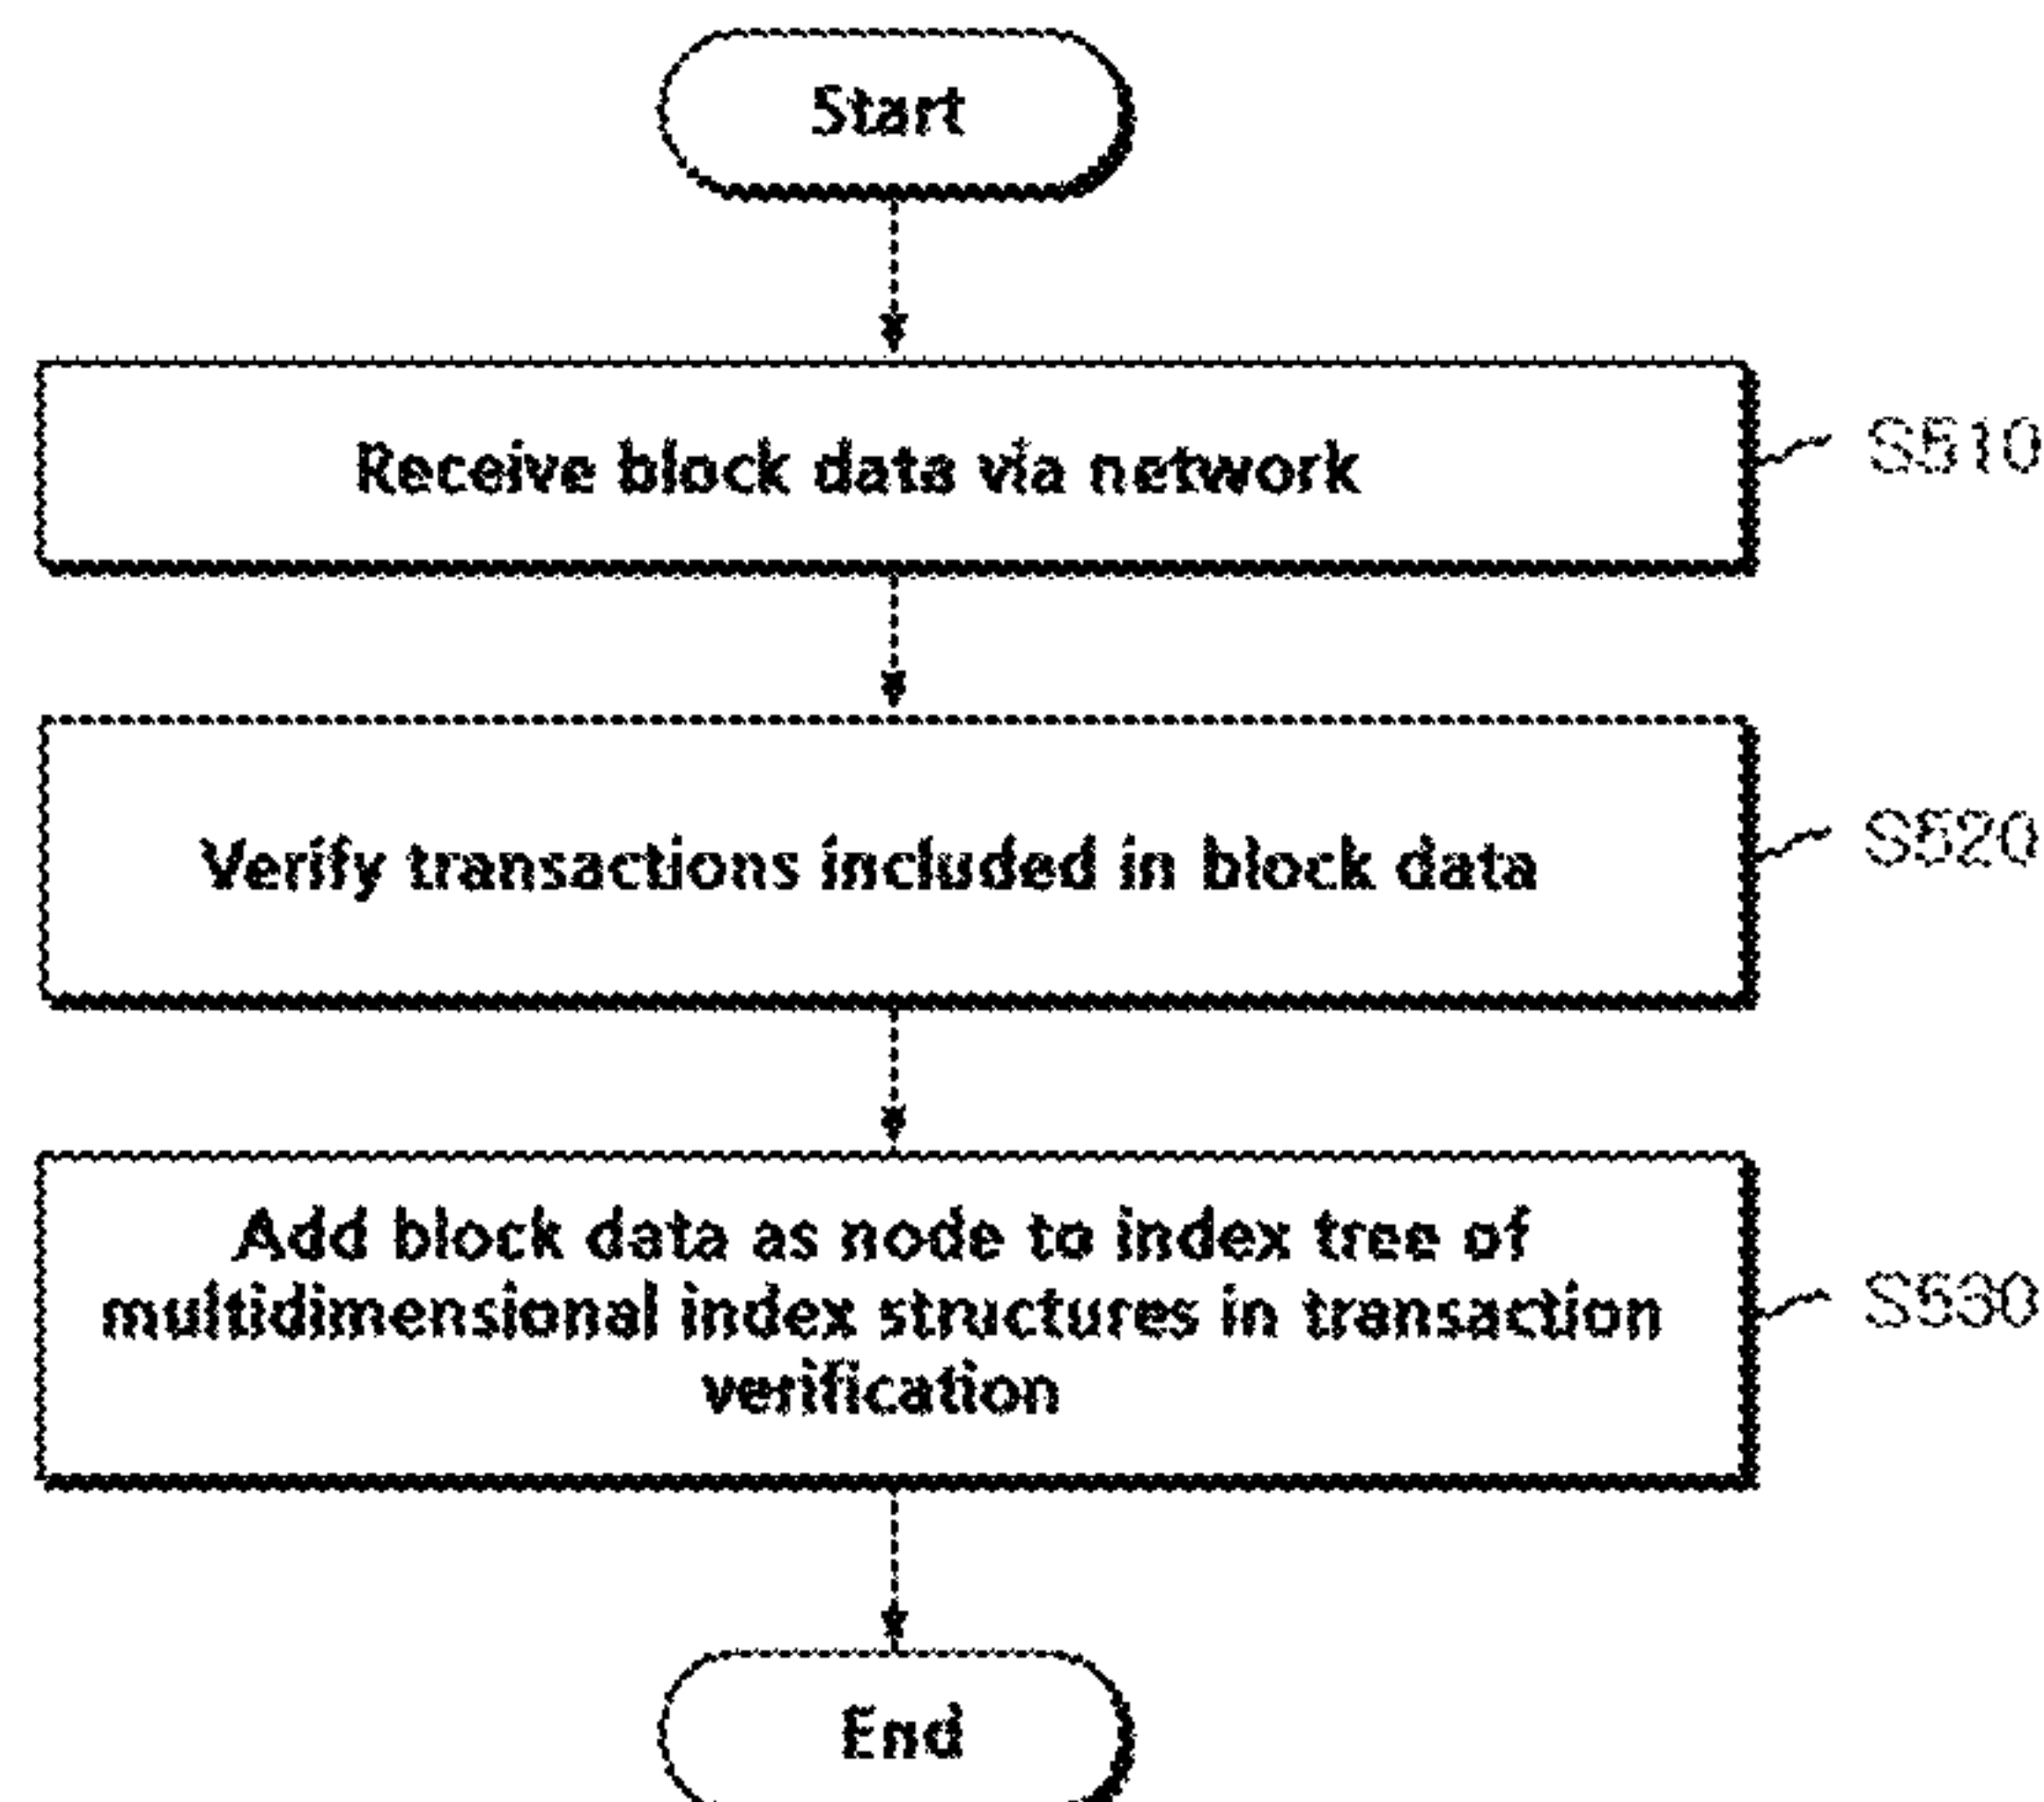 Start
Receive block data via network
S510
Verify transactions included in block data
S520
Add block data as node to index tree of
multidimensional index structures in transaction
verification
S530
End